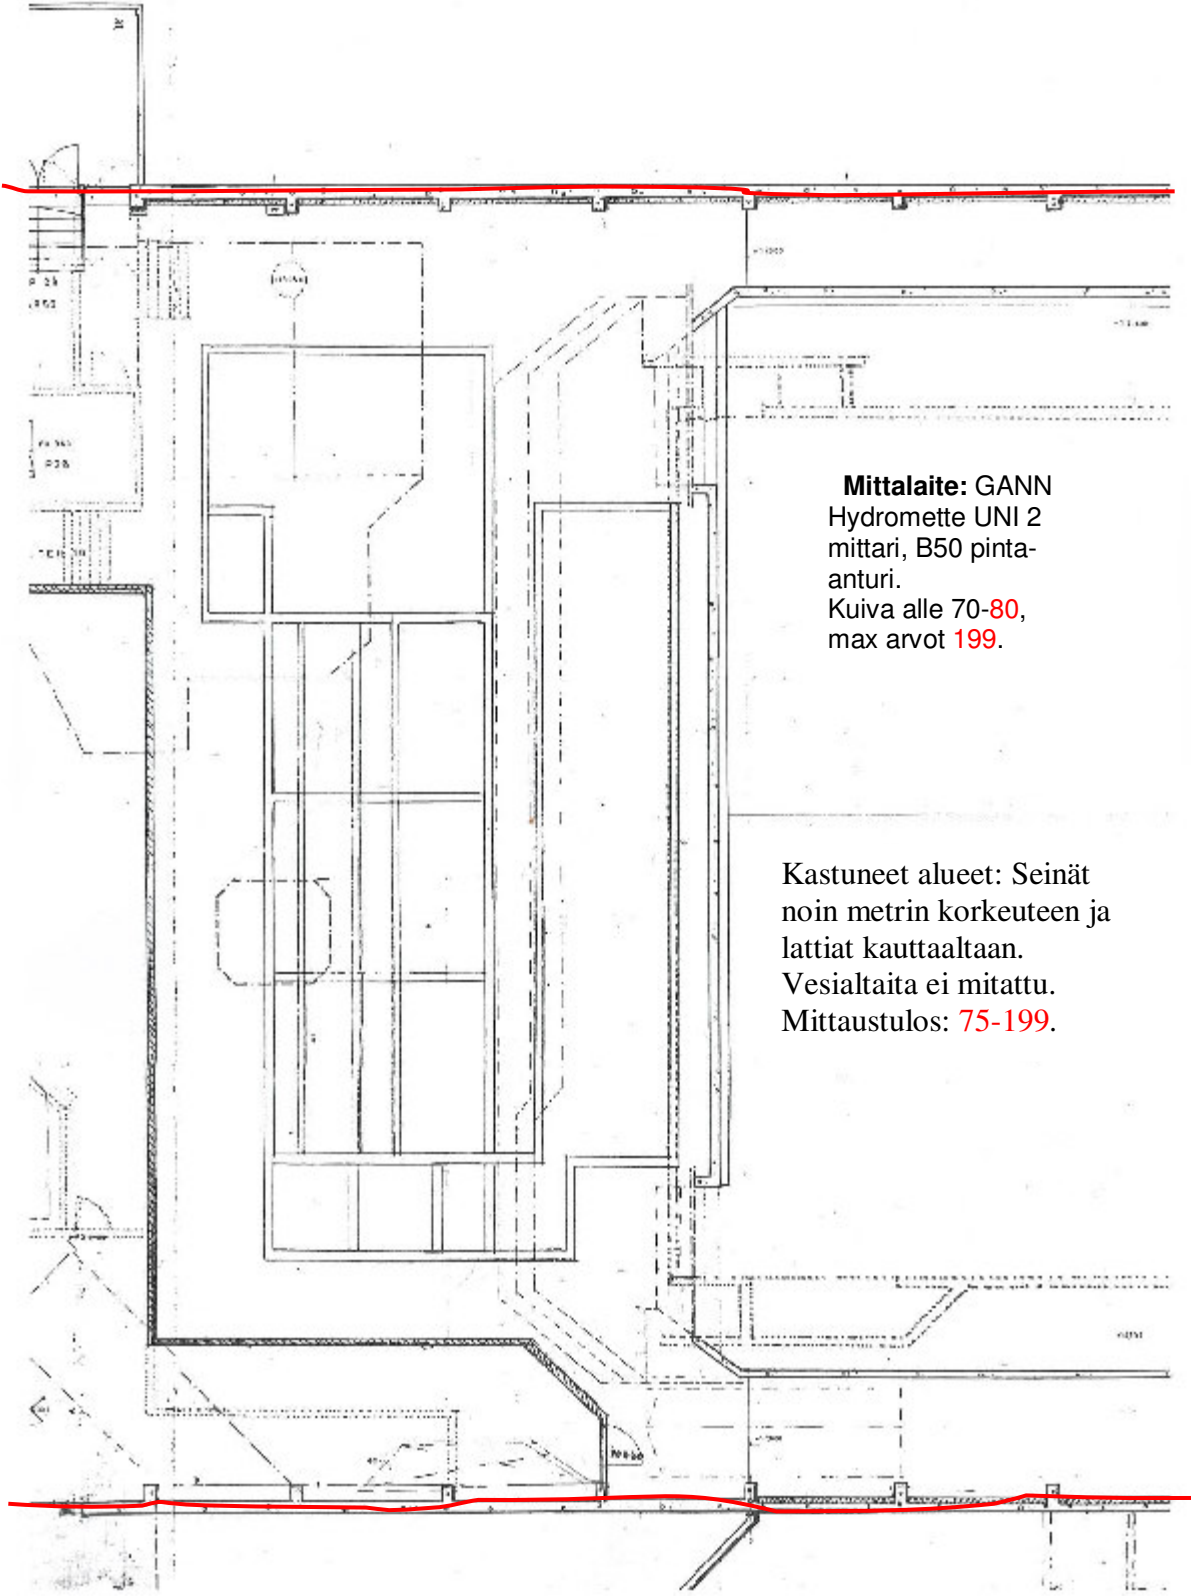 Mittalaite: GANN
Hydromette UNI 2
mittari, B50 pinta-
anturi.
Kuiva alle 70-80,
max arvot 199.
P28
Kastuneet alueet: Seinät
noin metrin korkeuteen ja
lattiat kauttaaltaan.
Vesialtaita ei mitattu.
Mittaustulos: 75-199.